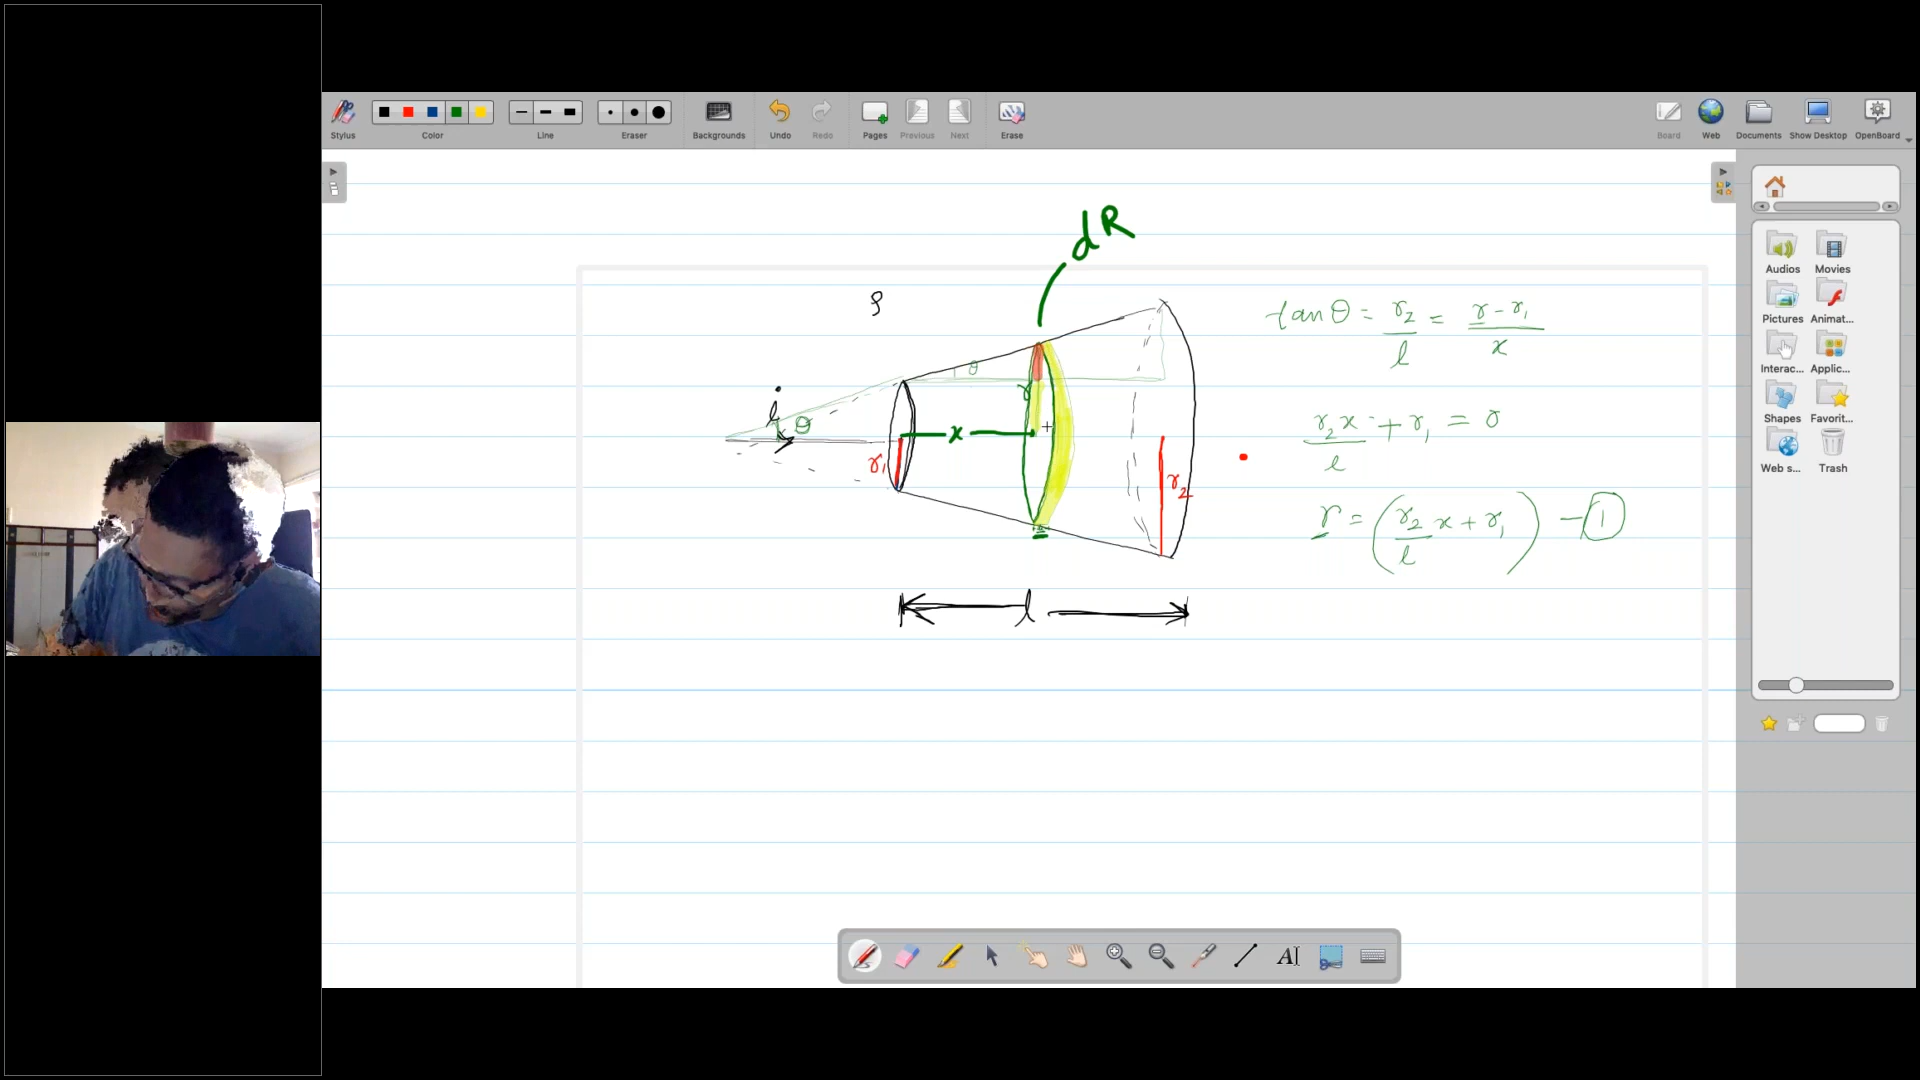 Stylus Color Line Eraser Backgrounds Undo Redo Pages Previous Next Erase Board Web Documents Show Desktop OpenBoard
dR
ρ
tan θ = r2/l = r - r1/x
θ
r
i
θ
x
r2x/l + r1 = r
r1
r2
r = (r2/l x + r1) - 1
l
Audios Movies
Pictures Animat...
Interac... Applic...
Shapes Favorit...
Web s... Trash